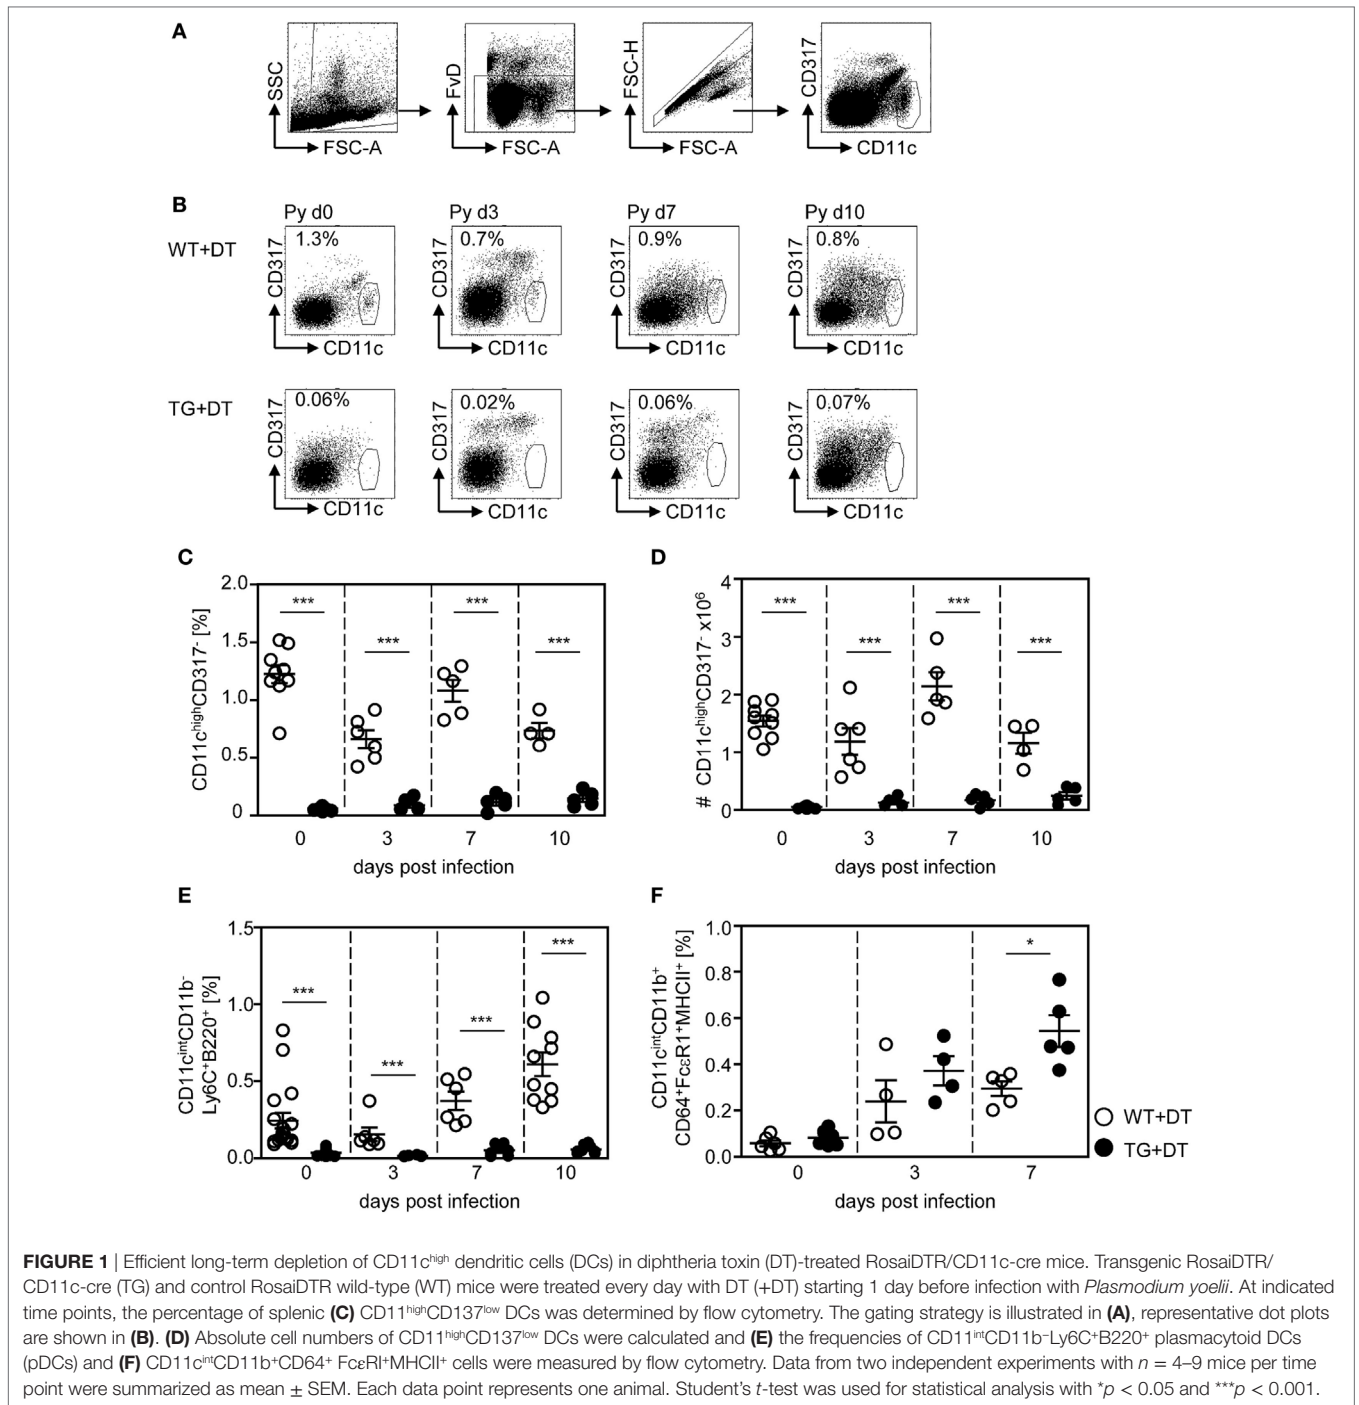 A
SSC
FSC-A
FvD
FSC-A
FSC-H
FSC-A
CD317
CD11c
B
Py d0
Py d3
Py d7
Py d10
WT+DT
1.3%
CD317
CD11c
0.7%
CD317
CD11c
0.9%
CD317
CD11c
0.8%
CD317
CD11c
TG+DT
0.06%
CD317
CD11c
0.02%
CD317
CD11c
0.06%
CD317
CD11c
0.07%
CD317
CD11c
C
CD11c^high CD317^- [%]
2.0
1.5
1.0
0.5
0
***
***
***
***
0 3 7 10
days post infection
D
# CD11c^high CD317^- x10^6
4
3
2
1
0
***
***
***
***
0 3 7 10
days post infection
E
CD11c^int CD11b^-
Ly6C^+B220^+ [%]
1.5
1.0
0.5
0.0
***
***
***
***
0 3 7 10
days post infection
F
CD11c^int CD11b^+
CD64^+FcεR1^+MHCII^+ [%]
1.0
0.8
0.6
0.4
0.2
0.0
*
0 3 7
days post infection
WT+DT
TG+DT
FIGURE 1 | Efficient long-term depletion of CD11c^high dendritic cells (DCs) in diphtheria toxin (DT)-treated RosaiDTR/CD11c-cre mice. Transgenic RosaiDTR/
CD11c-cre (TG) and control RosaiDTR wild-type (WT) mice were treated every day with DT (+DT) starting 1 day before infection with Plasmodium yoelii. At indicated
time points, the percentage of splenic (C) CD11^high CD137^low DCs was determined by flow cytometry. The gating strategy is illustrated in (A), representative dot plots
are shown in (B). (D) Absolute cell numbers of CD11^high CD137^low DCs were calculated and (E) the frequencies of CD11^int CD11b^-Ly6C^+B220^+ plasmacytoid DCs
(pDCs) and (F) CD11c^int CD11b^+CD64^+ FcεRI^+MHCII^+ cells were measured by flow cytometry. Data from two independent experiments with n = 4–9 mice per time
point were summarized as mean ± SEM. Each data point represents one animal. Student’s t-test was used for statistical analysis with *p < 0.05 and ***p < 0.001.